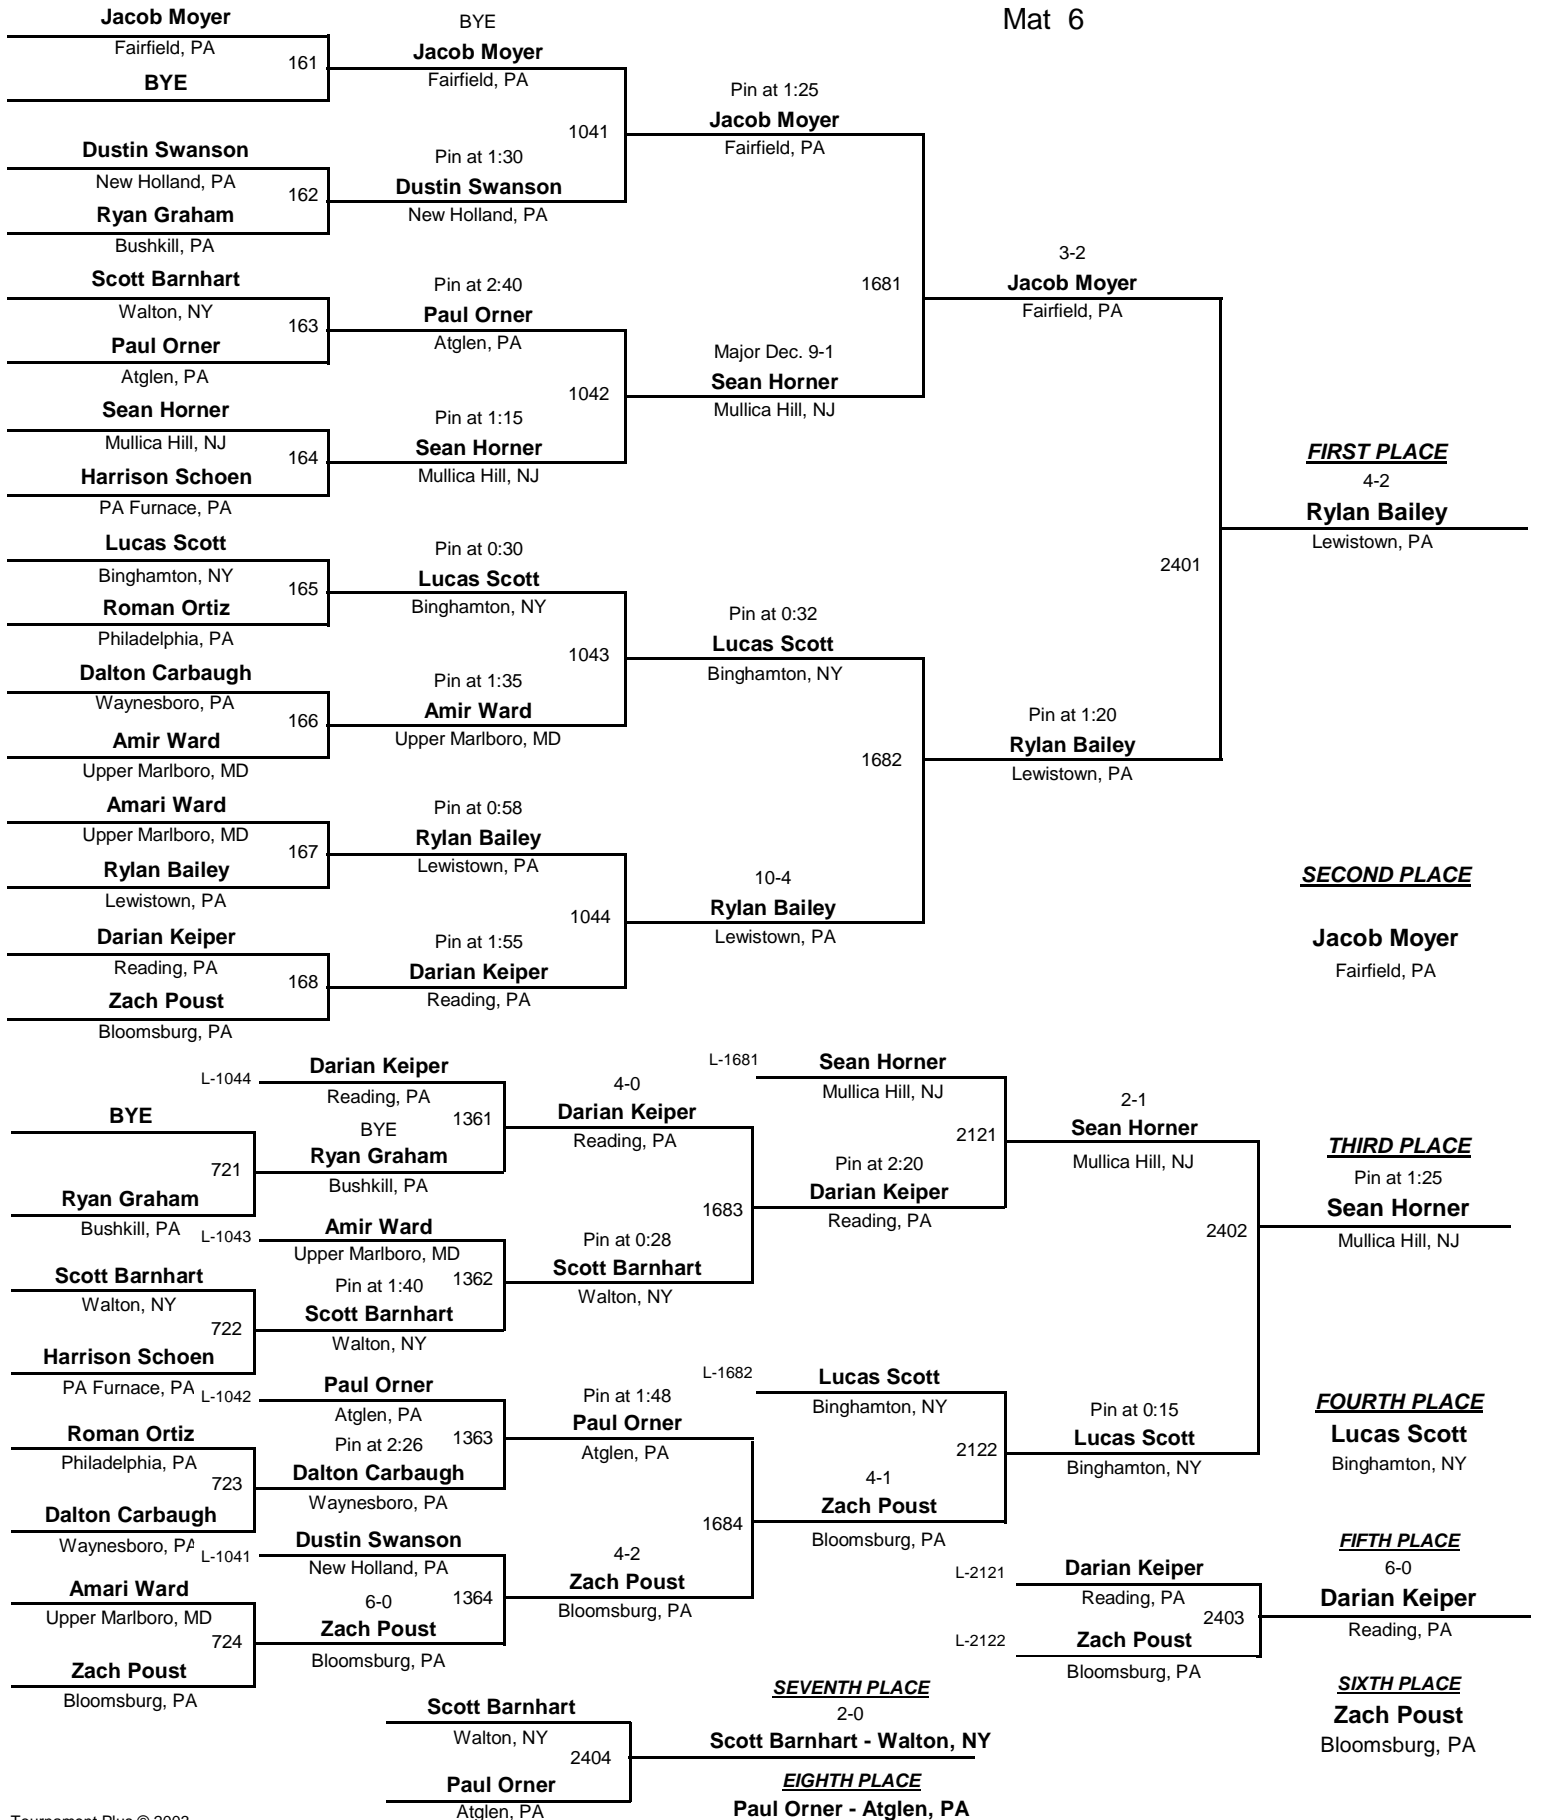 Mat 6
Jacob Moyer
Fairfield, PA
161
BYE
Dustin Swanson
New Holland, PA
162
Ryan Graham
Bushkill, PA
Scott Barnhart
Walton, NY
163
Paul Orner
Atglen, PA
Sean Horner
Mullica Hill, NJ
164
Harrison Schoen
PA Furnace, PA
Lucas Scott
Binghamton, NY
165
Roman Ortiz
Philadelphia, PA
Dalton Carbaugh
Waynesboro, PA
166
Amir Ward
Upper Marlboro, MD
Amari Ward
Upper Marlboro, MD
167
Rylan Bailey
Lewistown, PA
Darian Keiper
Reading, PA
168
Zach Poust
Bloomsburg, PA
BYE
Jacob Moyer
Fairfield, PA
1041
Pin at 1:30
Dustin Swanson
New Holland, PA
Pin at 2:40
Paul Orner
Atglen, PA
1042
Pin at 1:15
Sean Horner
Mullica Hill, NJ
Pin at 0:30
Lucas Scott
Binghamton, NY
1043
Pin at 1:35
Amir Ward
Upper Marlboro, MD
Pin at 0:58
Rylan Bailey
Lewistown, PA
1044
Pin at 1:55
Darian Keiper
Reading, PA
Pin at 1:25
Jacob Moyer
Fairfield, PA
1681
Major Dec. 9-1
Sean Horner
Mullica Hill, NJ
Pin at 0:32
Lucas Scott
Binghamton, NY
1682
10-4
Rylan Bailey
Lewistown, PA
3-2
Jacob Moyer
Fairfield, PA
2401
Pin at 1:20
Rylan Bailey
Lewistown, PA
FIRST PLACE
4-2
Rylan Bailey
Lewistown, PA
SECOND PLACE
Jacob Moyer
Fairfield, PA
BYE
721
Ryan Graham
Bushkill, PA
Scott Barnhart
Walton, NY
722
Harrison Schoen
PA Furnace, PA
Roman Ortiz
Philadelphia, PA
723
Dalton Carbaugh
Waynesboro, PA
Amari Ward
Upper Marlboro, MD
724
Zach Poust
Bloomsburg, PA
L-1044
Darian Keiper
Reading, PA
1361
BYE
Ryan Graham
Bushkill, PA
L-1043
Amir Ward
Upper Marlboro, MD
1362
Pin at 1:40
Scott Barnhart
Walton, NY
L-1042
Paul Orner
Atglen, PA
1363
Pin at 2:26
Dalton Carbaugh
Waynesboro, PA
L-1041
Dustin Swanson
New Holland, PA
1364
6-0
Zach Poust
Bloomsburg, PA
4-0
Darian Keiper
Reading, PA
1683
Pin at 0:28
Scott Barnhart
Walton, NY
Pin at 1:48
Paul Orner
Atglen, PA
1684
4-2
Zach Poust
Bloomsburg, PA
L-1681
Sean Horner
Mullica Hill, NJ
2121
Pin at 2:20
Darian Keiper
Reading, PA
L-1682
Lucas Scott
Binghamton, NY
2122
4-1
Zach Poust
Bloomsburg, PA
2-1
Sean Horner
Mullica Hill, NJ
2402
Pin at 0:15
Lucas Scott
Binghamton, NY
THIRD PLACE
Pin at 1:25
Sean Horner
Mullica Hill, NJ
FOURTH PLACE
Lucas Scott
Binghamton, NY
L-2121
Darian Keiper
Reading, PA
2403
L-2122
Zach Poust
Bloomsburg, PA
FIFTH PLACE
6-0
Darian Keiper
Reading, PA
SIXTH PLACE
Zach Poust
Bloomsburg, PA
Scott Barnhart
Walton, NY
2404
Paul Orner
Atglen, PA
SEVENTH PLACE
2-0
Scott Barnhart - Walton, NY
EIGHTH PLACE
Paul Orner - Atglen, PA
Tournament Plus © 2003